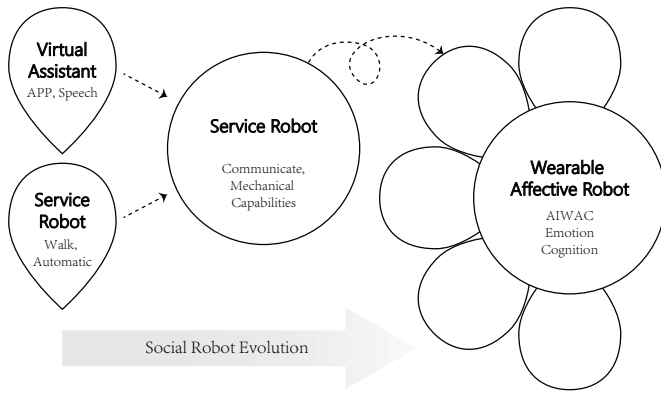 Virtual
Assistant
APP, Speech
Service
Robot
Walk,
Automatic
Service Robot
Communicate,
Mechanical
Capabilities
Wearable
Affective Robot
AIWAC
Emotion
Cognition
Social Robot Evolution